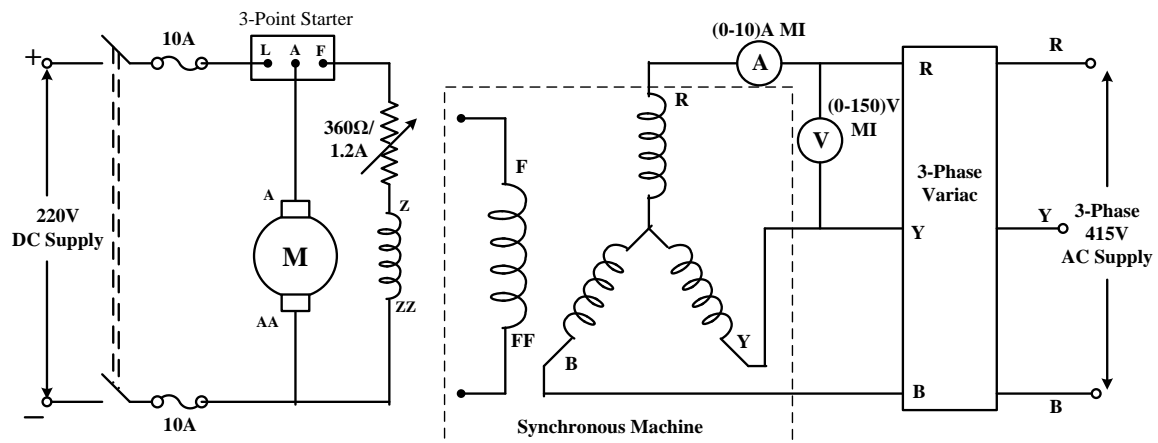 3-Point Starter
10A
L A F
+
220V
DC Supply
360Ω/
1.2A
A
M
AA
Z
ZZ
–
10A
(0-10)A MI
A
R
(0-150)V
MI
V
F
FF
R
Y
B
Synchronous Machine
3-Phase
Variac
R
Y
B
R
Y
B
3-Phase
415V
AC Supply